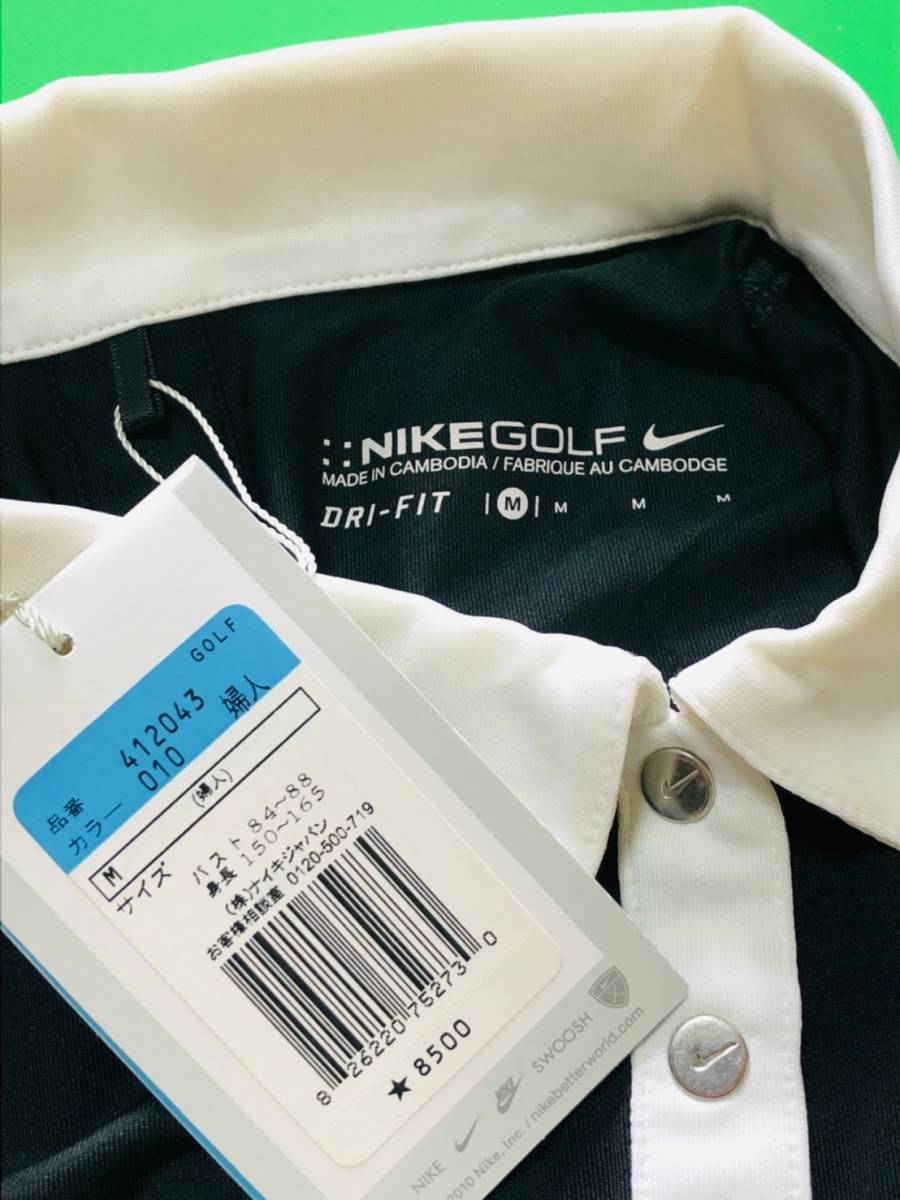 NIKEGOLF
MADE IN CAMBODIA / FABRIQUE AU CAMBODGE
DRI-FIT |M| M M M
GOLF
品番 412043 婦人
カラー 010
M (婦人)
サイズ バスト 84~88
身長 150~165
(株)ナイキジャパン
お客様相談室 0120-500-719
8 26220 75273 0
★8500
NIKE SWOOSH
2010 Nike, Inc. / nikebetterworld.com